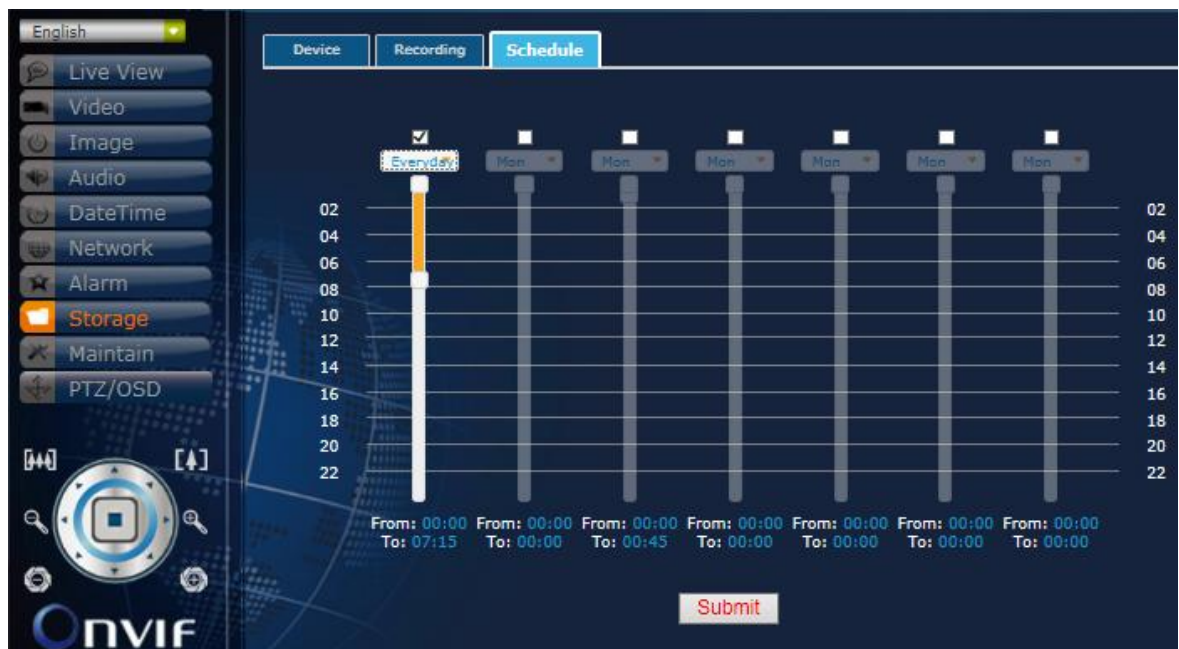 English
Live View
Video
Image
Audio
DateTime
Network
Alarm
Storage
Maintain
PTZ/OSD
ONVIF
Device Recording Schedule
Everyday Mon Mon Mon Mon Mon Mon
02 02
04 04
06 06
08 08
10 10
12 12
14 14
16 16
18 18
20 20
22 22
From: 00:00 From: 00:00 From: 00:00 From: 00:00 From: 00:00 From: 00:00 From: 00:00
To: 07:15 To: 00:00 To: 00:45 To: 00:00 To: 00:00 To: 00:00 To: 00:00
Submit